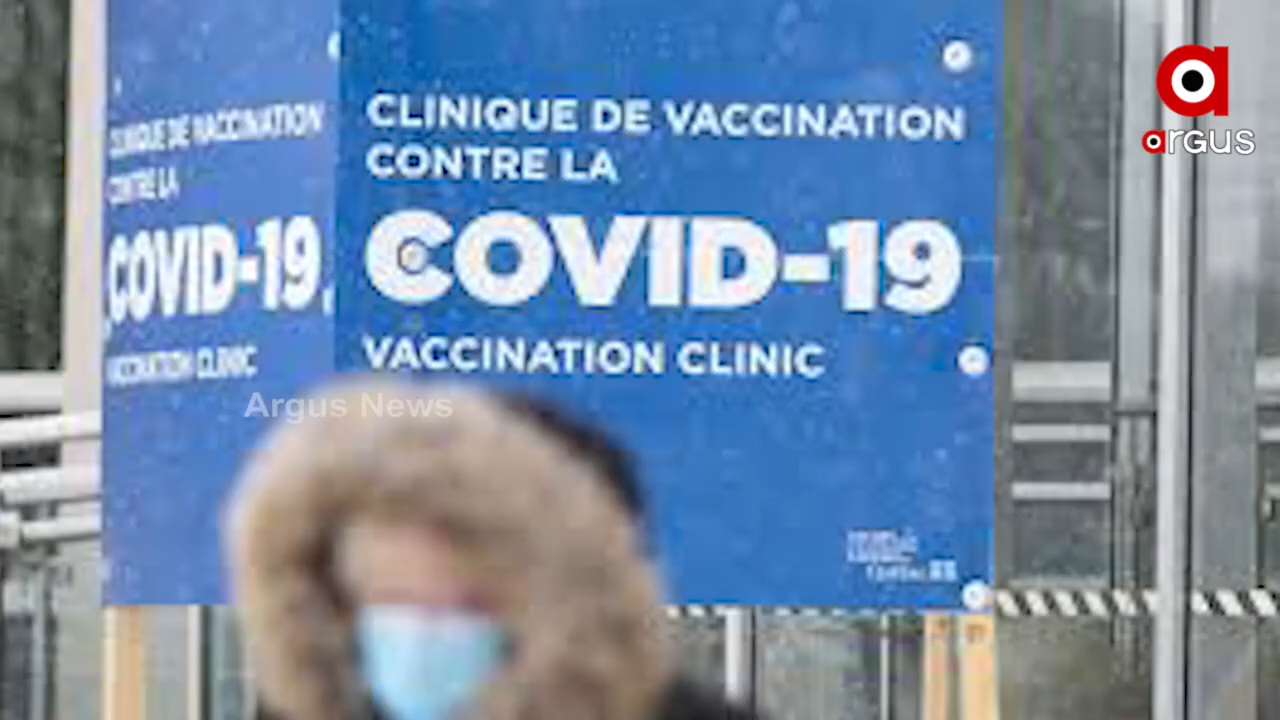 CLINIQUE DE VACCINATION
CONTRE LA
COVID-19
VACCINATION CLINIC
CLINIQUE DE VACCINATION
CONTRE LA
COVID-19
VACCINATION CLINIC
Argus News
a
argus